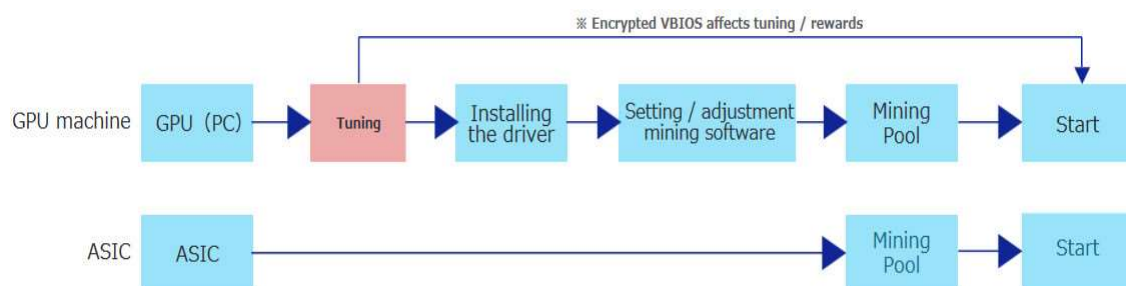 ※ Encrypted VBIOS affects tuning / rewards
GPU machine
GPU (PC)
Tuning
Installing
the driver
Setting / adjustment
mining software
Mining
Pool
Start
ASIC
ASIC
Mining
Pool
Start